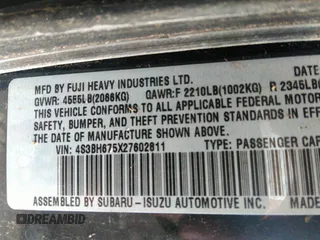 MFD BY FUJI HEAVY INDUSTRIES LTD. DATE
GVWR: 4555LB(2066KG) GAWR:F 2210LB(1002KG) R 2345LB
THIS VEHICLE CONFORMS TO ALL APPLICABLE FEDERAL MOTOR
SAFETY, BUMPER, AND THEFT PREVENTION STANDARDS
THE DATE OF MANUFACTURE SHOWN ABOVE.
VIN: 4S3BH675X27602811 TYPE: PASSENGER CAR
ASSEMBLED BY SUBARU-ISUZU AUTOMOTIVE INC. MADE
DREAMBID